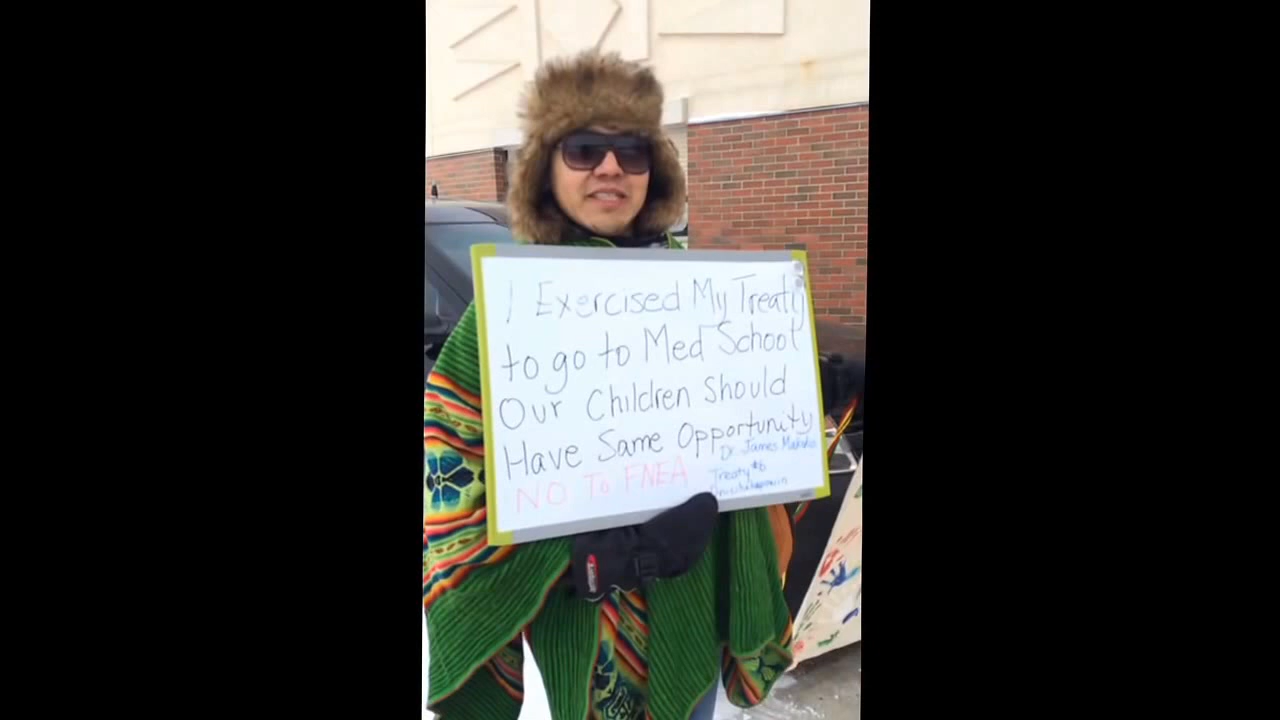 I Exercised My Treaty
to go to Med School
Our Children Should
Have Same Opportunity
Dr. James
NO To FNEA
Treaty #6